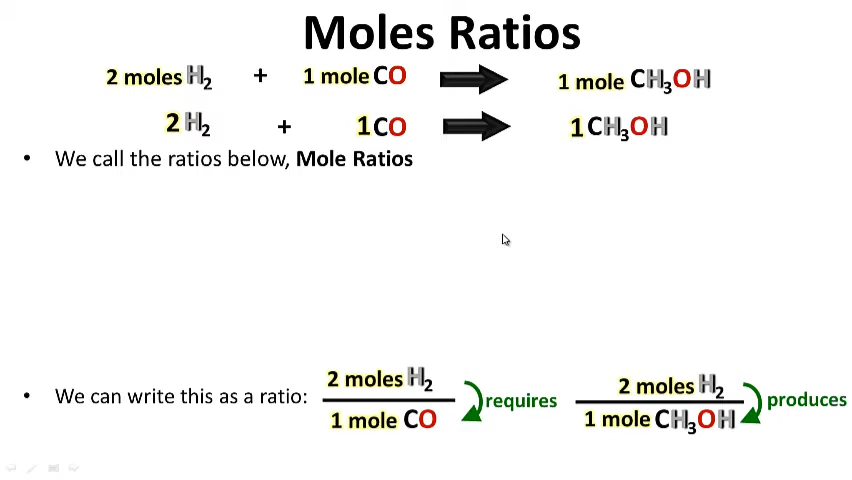 Moles Ratios
2 moles H₂ + 1 mole CO 1 mole CH₃OH
2 H₂ + 1 CO 1 CH₃OH
• We call the ratios below, Mole Ratios
• We can write this as a ratio:
2 moles H₂
1 mole CO
requires
2 moles H₂
1 mole CH₃OH
produces